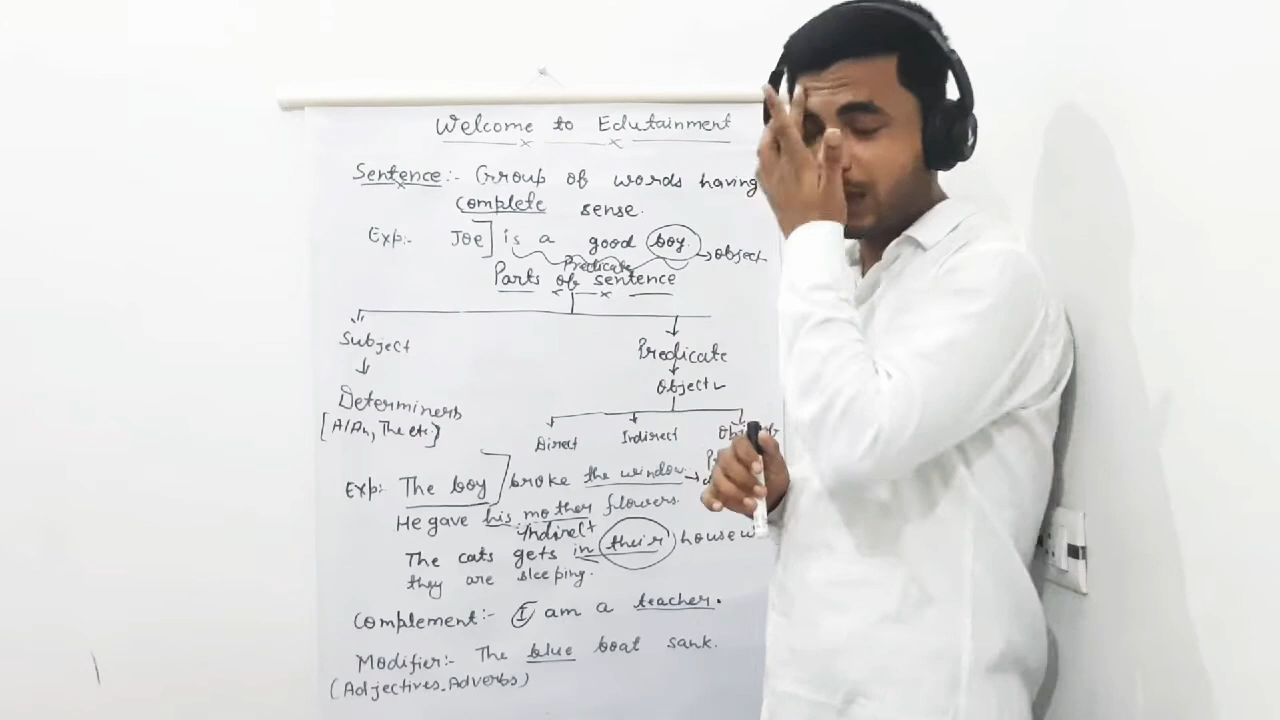 Welcome to Edutainment
Sentence:- Group of words having
complete sense.
Exp:- Joe] is a good boy. → object
Predicate
Parts of sentence
Subject
Predicate
Object
Determiners
[A/An, The etc.]
Direct
Indirect
Exp:- The boy broke the window →
He gave his mother flowers.
Indirect
The cats gets in their house
they are sleeping.
Complement:- I am a teacher.
Modifier:- The blue boat sank.
(Adjectives, Adverbs)